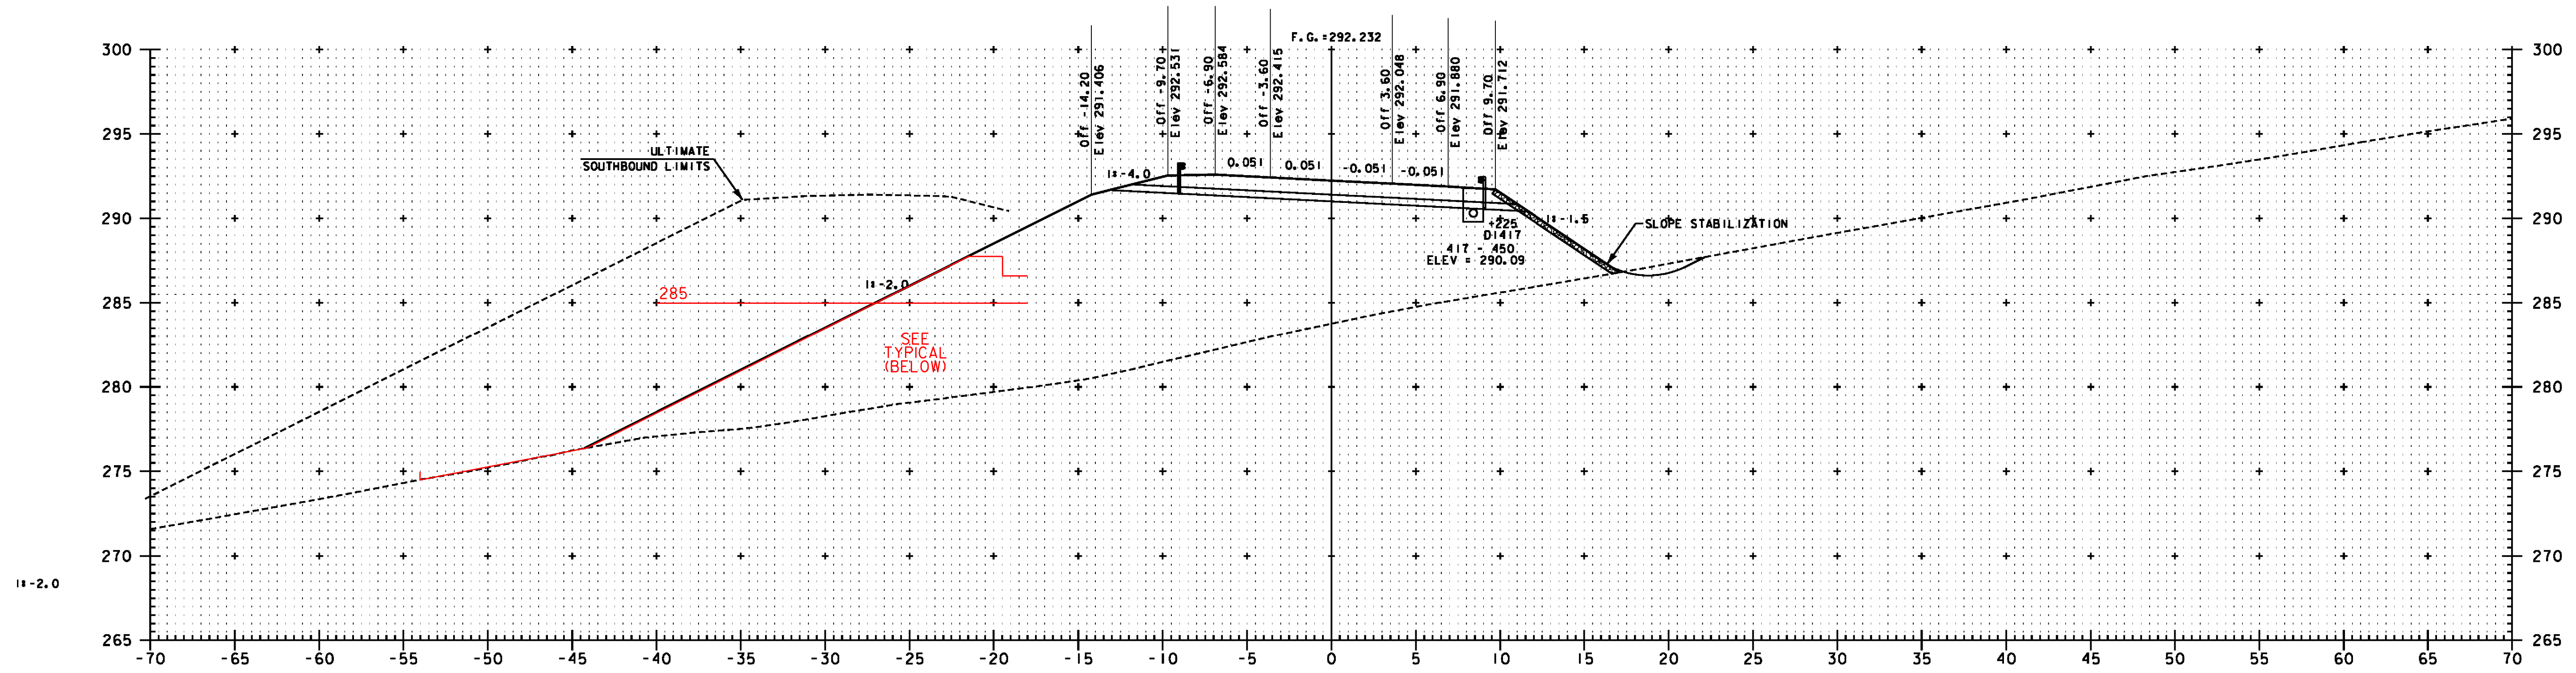 F.G.=292.232
300
300
Off -14.20
Elev 291.406
Off -9.70
Elev 292.531
Off -6.90
Elev 292.584
Off -3.60
Elev 292.415
Off 3.60
Elev 292.048
Off 6.90
Elev 291.880
Off 9.70
Elev 291.712
295
295
ULTIMATE
SOUTHBOUND LIMITS
1:-4.0
0.051
0.051
-0.051
-0.051
290
290
1:-1.5
SLOPE STABILIZATION
+225
D1417
417 - 450
ELEV = 290.09
1:-2.0
285
285
285
SEE
TYPICAL
(BELOW)
280
280
275
275
270
270
1:-2.0
265
265
-70 -65 -60 -55 -50 -45 -40 -35 -30 -25 -20 -15 -10 -5 0 5 10 15 20 25 30 35 40 45 50 55 60 65 70